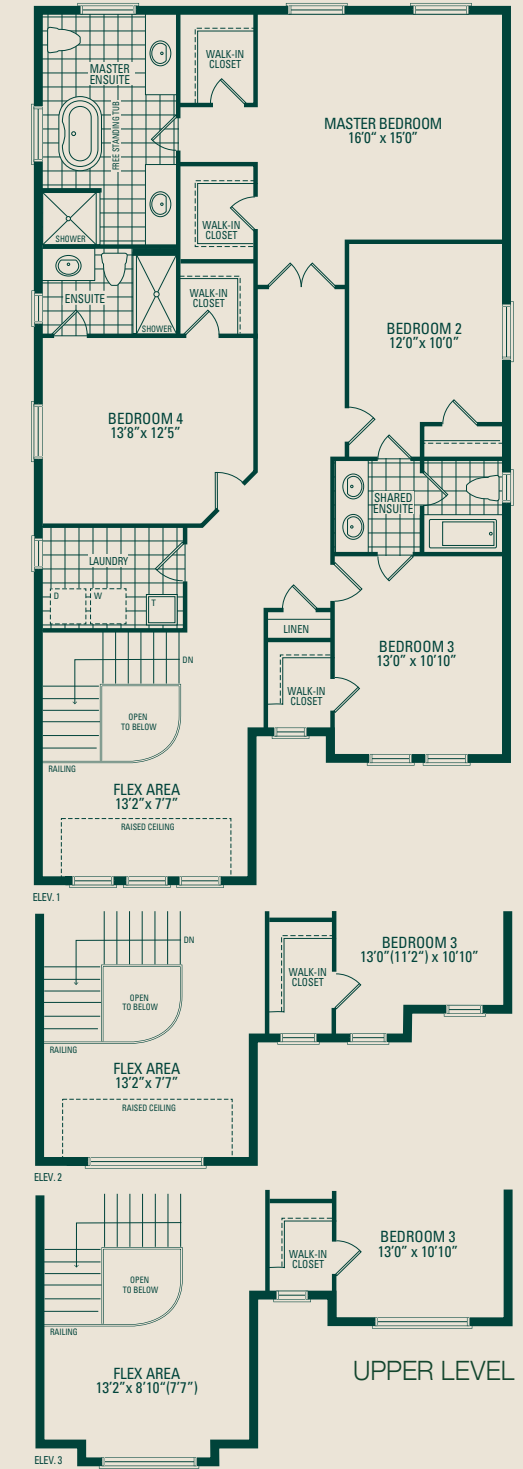 WALK-IN
CLOSET
MASTER
ENSUITE
FREE STANDING TUB
MASTER BEDROOM
16'0" x 15'0"
WALK-IN
CLOSET
SHOWER
ENSUITE
SHOWER
WALK-IN
CLOSET
BEDROOM 2
12'0"x 10'0"
BEDROOM 4
13'8"x 12'5"
SHARED
ENSUITE
LAUNDRY
D
W
T
LINEN
BEDROOM 3
13'0" x 10'10"
DN
WALK-IN
CLOSET
OPEN
TO BELOW
RAILING
FLEX AREA
13'2"x 7'7"
RAISED CEILING
ELEV. 1
DN
BEDROOM 3
13'0"(11'2") x 10'10"
WALK-IN
CLOSET
OPEN
TO BELOW
RAILING
FLEX AREA
13'2"x 7'7"
RAISED CEILING
ELEV. 2
BEDROOM 3
13'0" x 10'10"
WALK-IN
CLOSET
OPEN
TO BELOW
RAILING
FLEX AREA
13'2"x 8'10"(7'7")
UPPER LEVEL
ELEV. 3